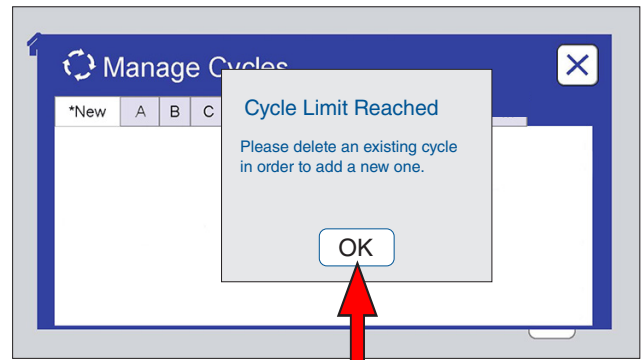 Manage Cycles
*New A B C
Cycle Limit Reached
Please delete an existing cycle
in order to add a new one.
OK